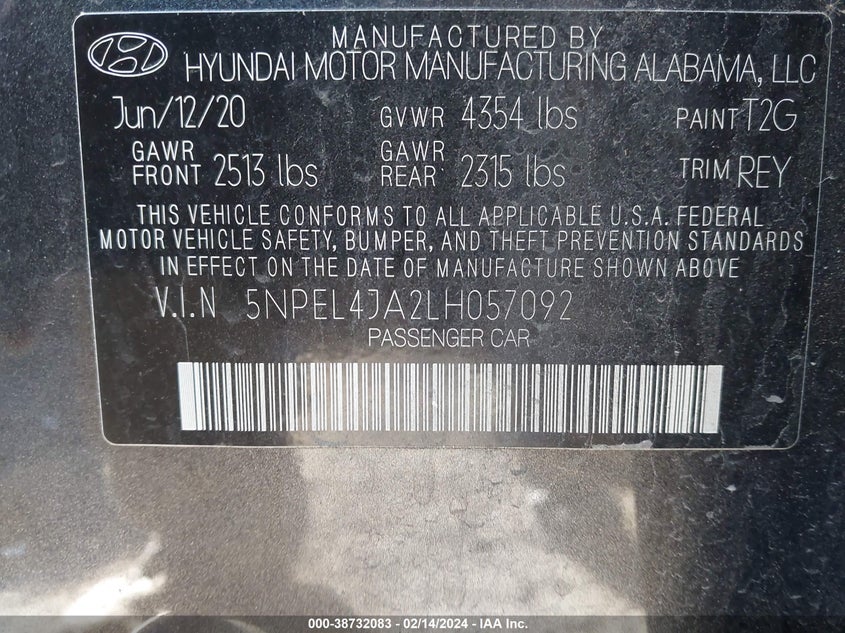 MANUFACTURED BY
HYUNDAI MOTOR MANUFACTURING ALABAMA, LLC
Jun/12/20 GVWR 4354 lbs PAINT T2G
GAWR FRONT 2513 lbs GAWR REAR 2315 lbs TRIM REY
THIS VEHICLE CONFORMS TO ALL APPLICABLE U.S.A. FEDERAL
MOTOR VEHICLE SAFETY, BUMPER, AND THEFT PREVENTION STANDARDS
IN EFFECT ON THE DATE OF MANUFACTURE SHOWN ABOVE
V.I.N 5NPEL4JA2LH057092
PASSENGER CAR
000-38732083 - 02/14/2024 - IAA Inc.